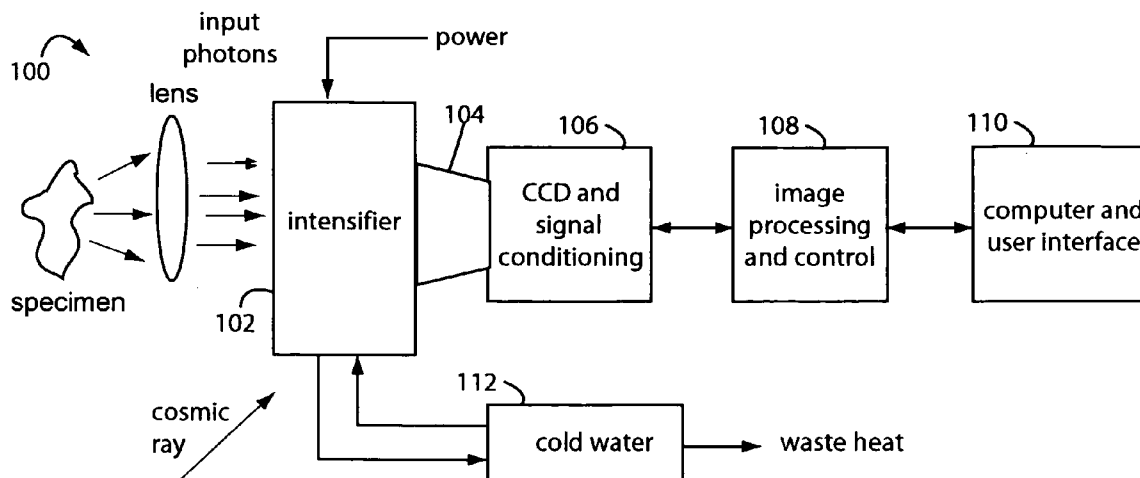 input
photons
power
100
lens
104
106
108
110
intensifier
CCD and
signal
conditioning
image
processing
and control
computer and
user interface
specimen
102
112
cosmic
ray
cold water
waste heat